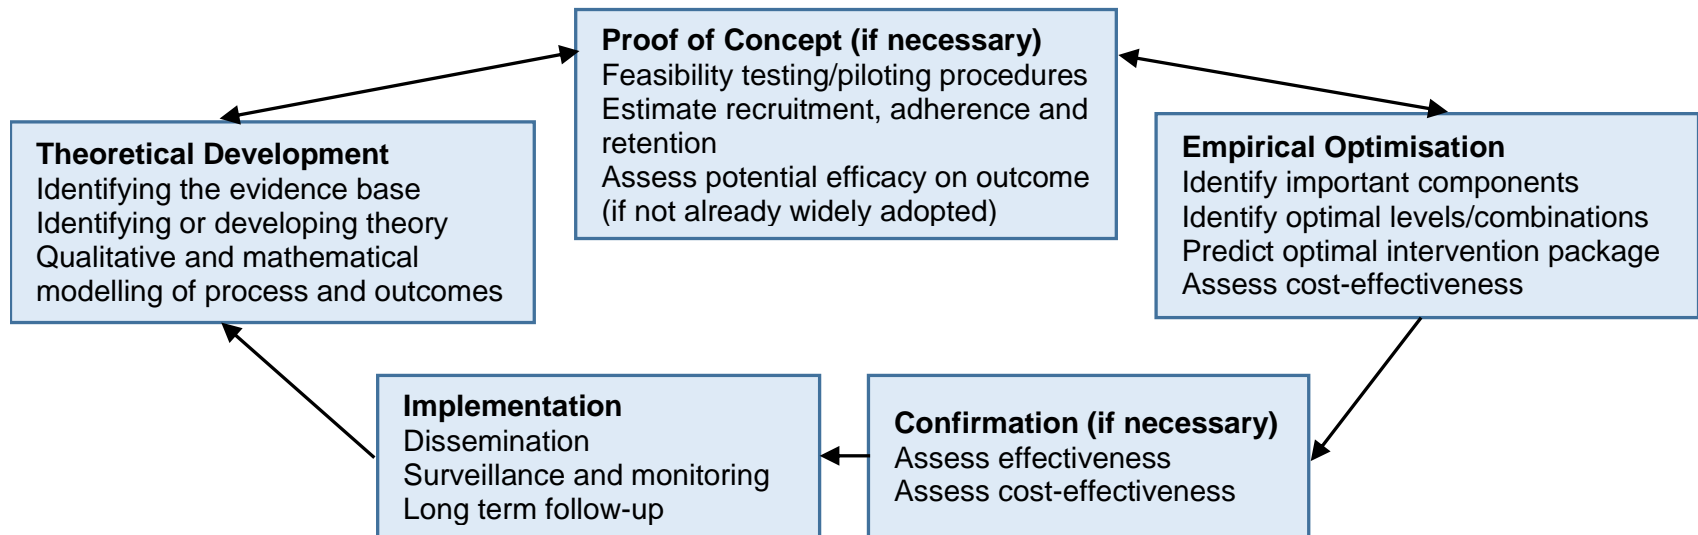 Proof of Concept (if necessary)
Feasibility testing/piloting procedures
Estimate recruitment, adherence and
retention
Assess potential efficacy on outcome
(if not already widely adopted)
Theoretical Development
Identifying the evidence base
Identifying or developing theory
Qualitative and mathematical
modelling of process and outcomes
Empirical Optimisation
Identify important components
Identify optimal levels/combinations
Predict optimal intervention package
Assess cost-effectiveness
Implementation
Dissemination
Surveillance and monitoring
Long term follow-up
Confirmation (if necessary)
Assess effectiveness
Assess cost-effectiveness